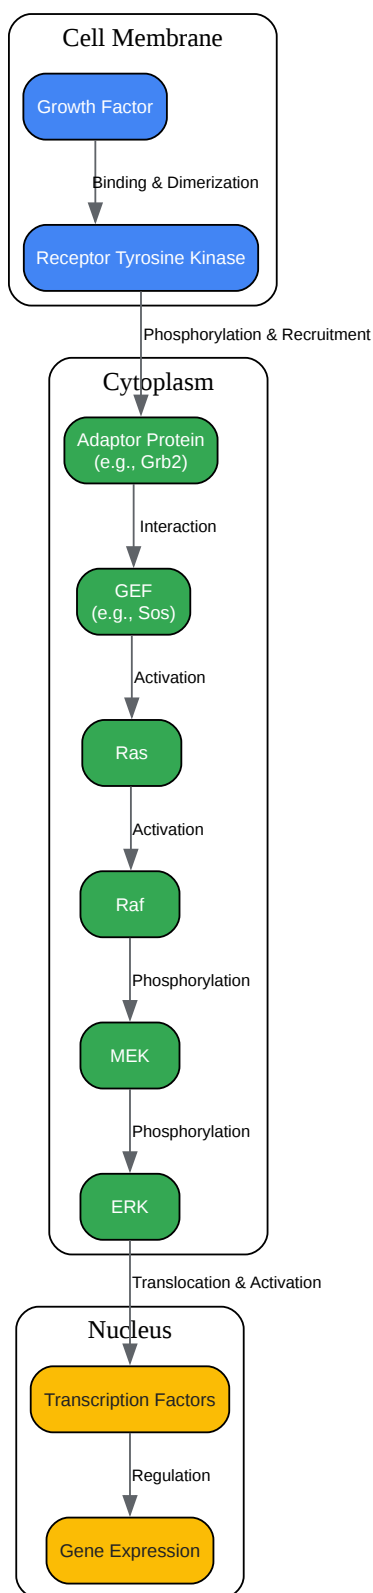 Cell Membrane
Growth Factor
Binding & Dimerization
Receptor Tyrosine Kinase
Phosphorylation & Recruitment
Cytoplasm
Adaptor Protein
(e.g., Grb2)
Interaction
GEF
(e.g., Sos)
Activation
Ras
Activation
Raf
Phosphorylation
MEK
Phosphorylation
ERK
Translocation & Activation
Nucleus
Transcription Factors
Regulation
Gene Expression